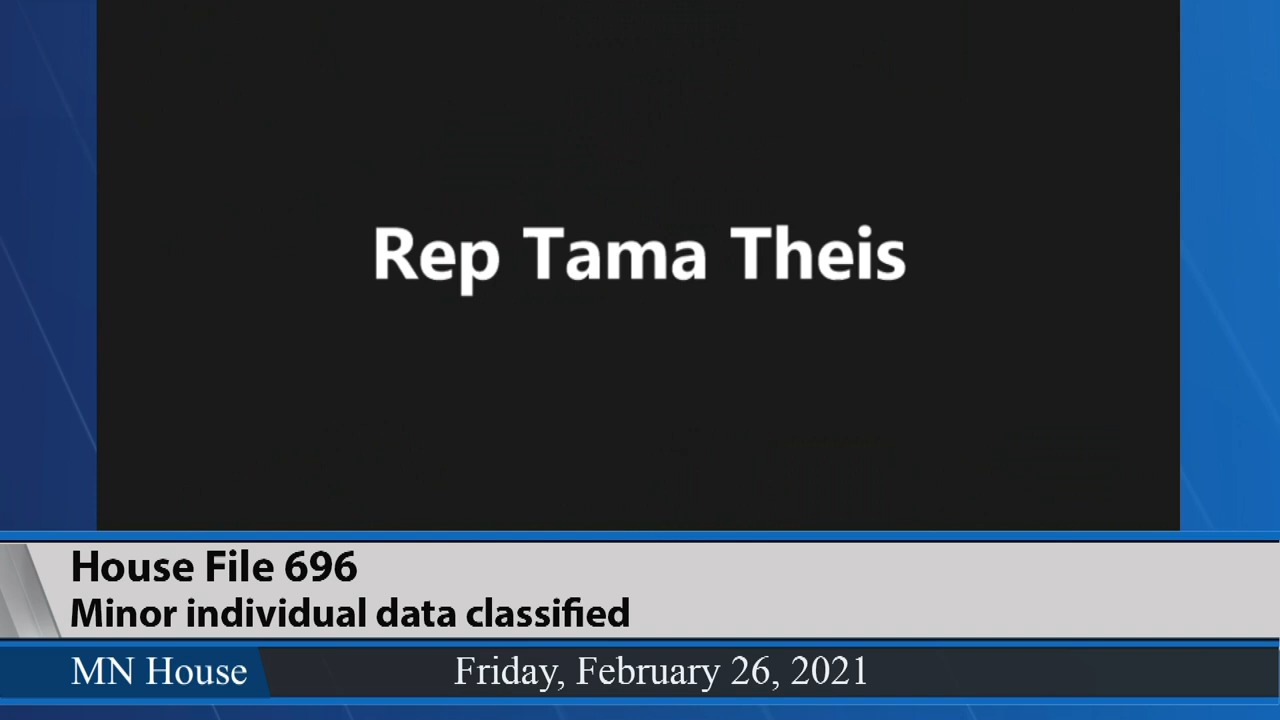 Rep Tama Theis
House File 696
Minor individual data classified
MN House
Friday, February 26, 2021